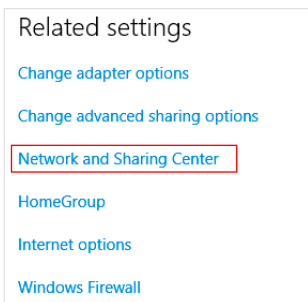 Related settings
Change adapter options
Change advanced sharing options
Network and Sharing Center
HomeGroup
Internet options
Windows Firewall